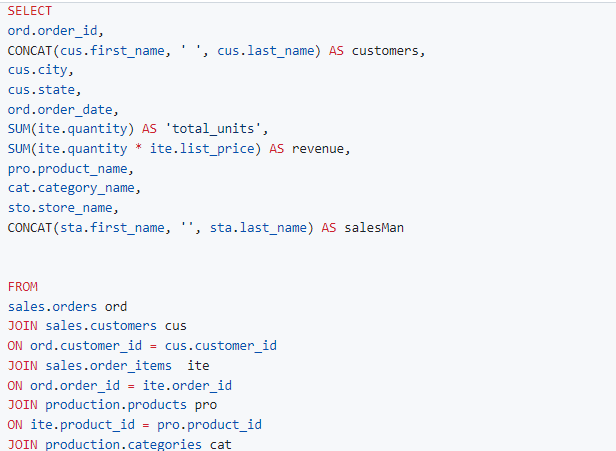 SELECT
ord.order_id,
CONCAT(cus.first_name, ' ', cus.last_name) AS customers,
cus.city,
cus.state,
ord.order_date,
SUM(ite.quantity) AS 'total_units',
SUM(ite.quantity * ite.list_price) AS revenue,
pro.product_name,
cat.category_name,
sto.store_name,
CONCAT(sta.first_name, '', sta.last_name) AS salesMan
FROM
sales.orders ord
JOIN sales.customers cus
ON ord.customer_id = cus.customer_id
JOIN sales.order_items  ite
ON ord.order_id = ite.order_id
JOIN production.products pro
ON ite.product_id = pro.product_id
JOIN production.categories cat